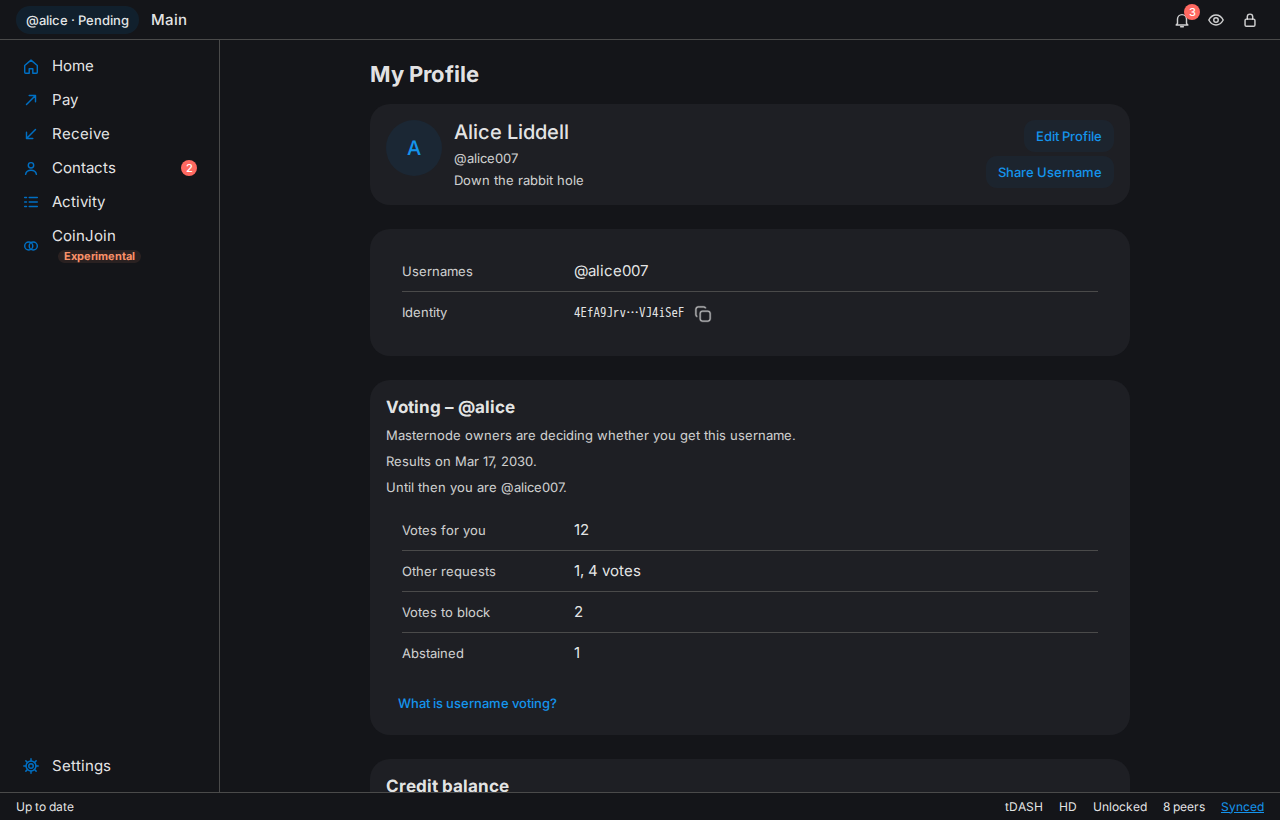 @alice · Pending
Main
3
Home
Pay
Receive
Contacts
2
Activity
CoinJoin
Experimental
Settings
My Profile
A
Alice Liddell
@alice007
Down the rabbit hole
Edit Profile
Share Username
Usernames @alice007
Identity 4EfA9Jrv⋯VJ4iSeF
Voting – @alice
Masternode owners are deciding whether you get this username.
Results on Mar 17, 2030.
Until then you are @alice007.
Votes for you 12
Other requests 1, 4 votes
Votes to block 2
Abstained 1
What is username voting?
Credit balance
Up to date
tDASH HD Unlocked 8 peers Synced